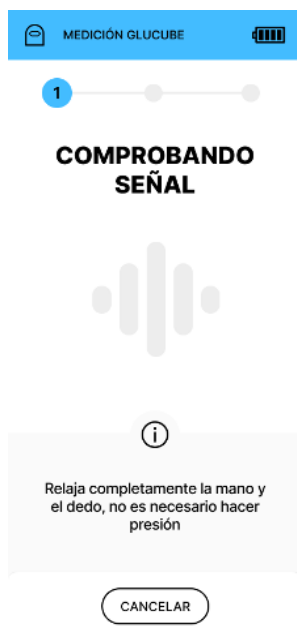 MEDICIÓN GLUCUBE
1
COMPROBANDO
SEÑAL
Relaja completamente la mano y
el dedo, no es necesario hacer
presión
CANCELAR